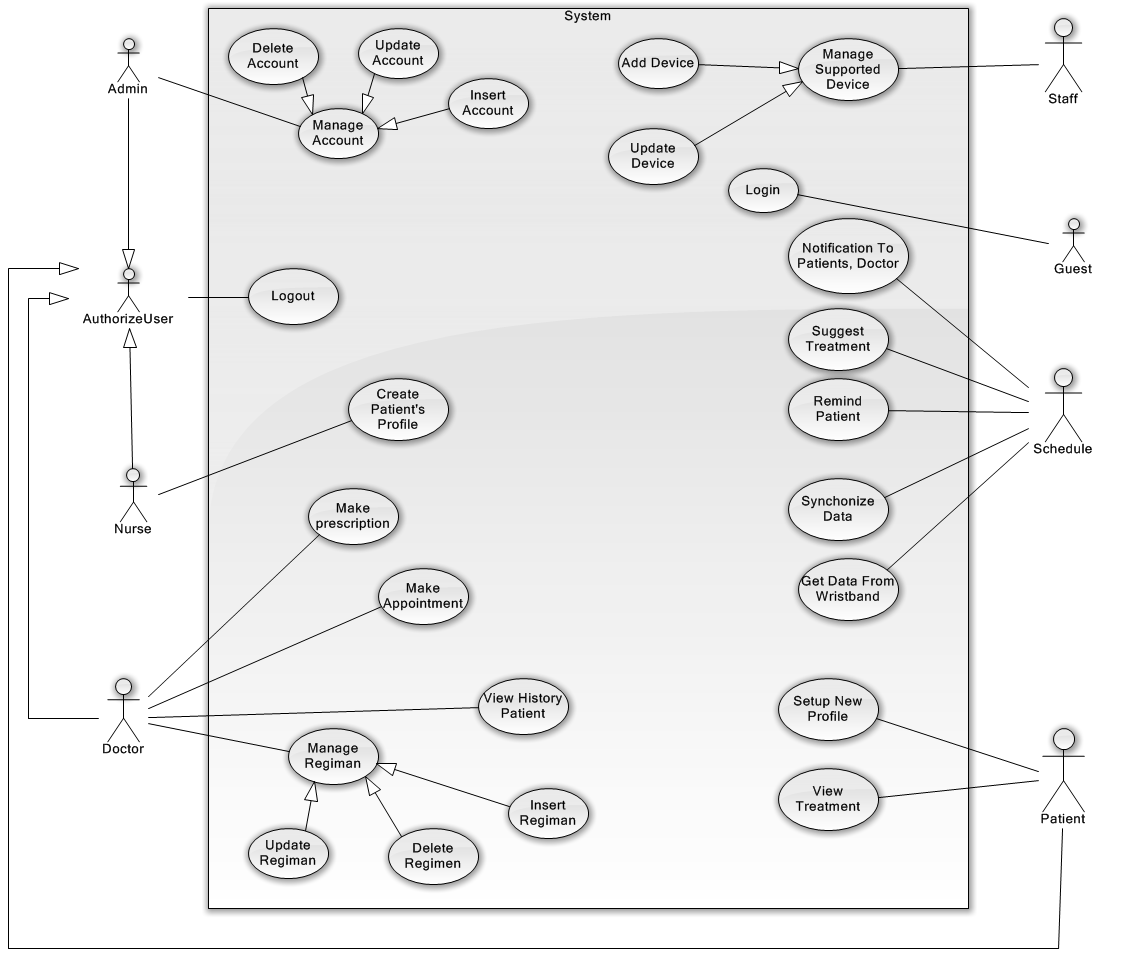 System
Delete
Account
Update
Account
Insert
Account
Manage
Account
Admin
Add Device
Manage
Supported
Device
Staff
Update
Device
Login
Guest
Notification To
Patients, Doctor
AuthorizeUser
Logout
Suggest
Treatment
Create
Patient's
Profile
Remind
Patient
Schedule
Nurse
Make
prescription
Synchonize
Data
Make
Appointment
Get Data From
Wristband
Doctor
View History
Patient
Setup New
Profile
Manage
Regiman
Insert
Regiman
View
Treatment
Patient
Update
Regiman
Delete
Regimen